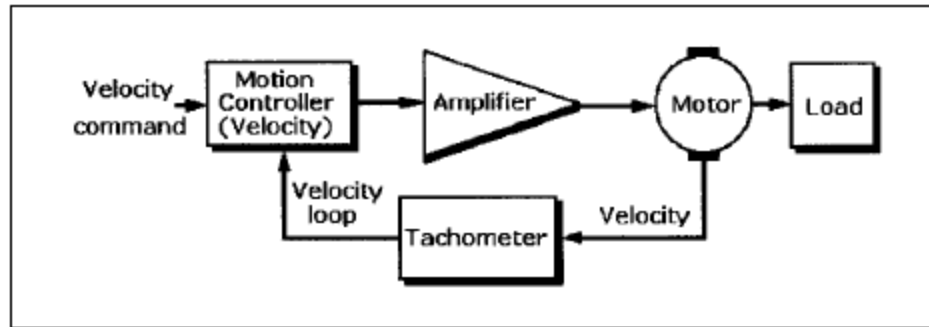 Velocity
command
Motion
Controller
(Velocity)
Amplifier
Motor
Load
Velocity
loop
Tachometer
Velocity